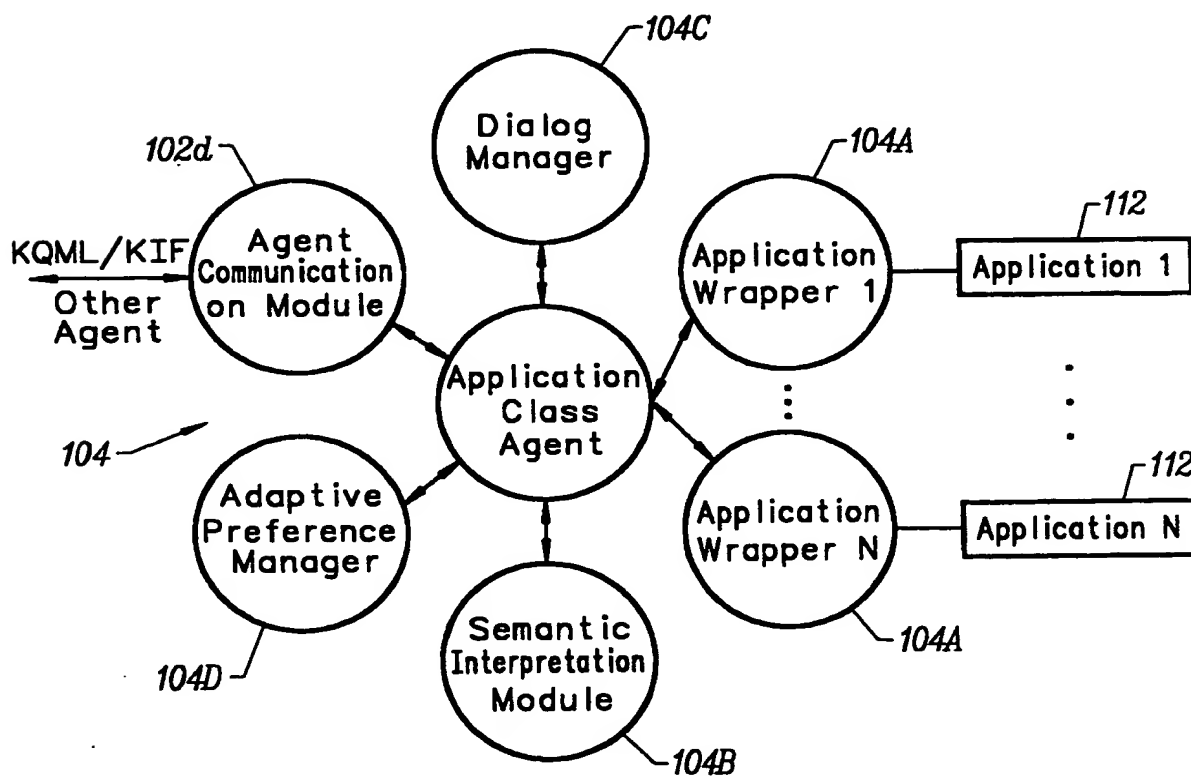 104C
Dialog
Manager
102d
104A
112
KQML/KIF
Other
Agent
Agent
Communication
on Module
Application
Wrapper 1
Application 1
Application
Class
Agent
104
Adaptive
Preference
Manager
Application
Wrapper N
112
Application N
104D
Semantic
Interpretation
Module
104A
104B